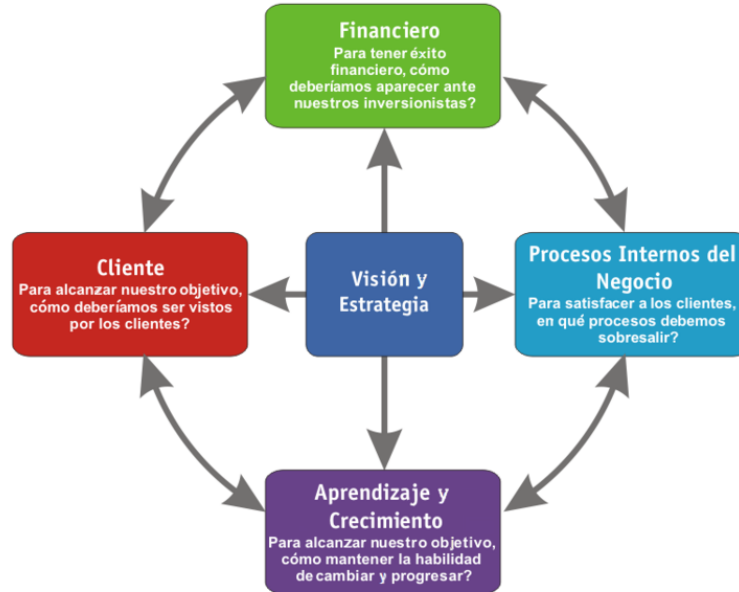 Financiero
Para tener éxito
financiero, cómo
deberíamos aparecer ante
nuestros inversionistas?
Cliente
Para alcanzar nuestro objetivo,
cómo deberíamos ser vistos
por los clientes?
Visión y
Estrategia
Procesos Internos del
Negocio
Para satisfacer a los clientes,
en qué procesos debemos
sobresalir?
Aprendizaje y
Crecimiento
Para alcanzar nuestro objetivo,
cómo mantener la habilidad
de cambiar y progresar?